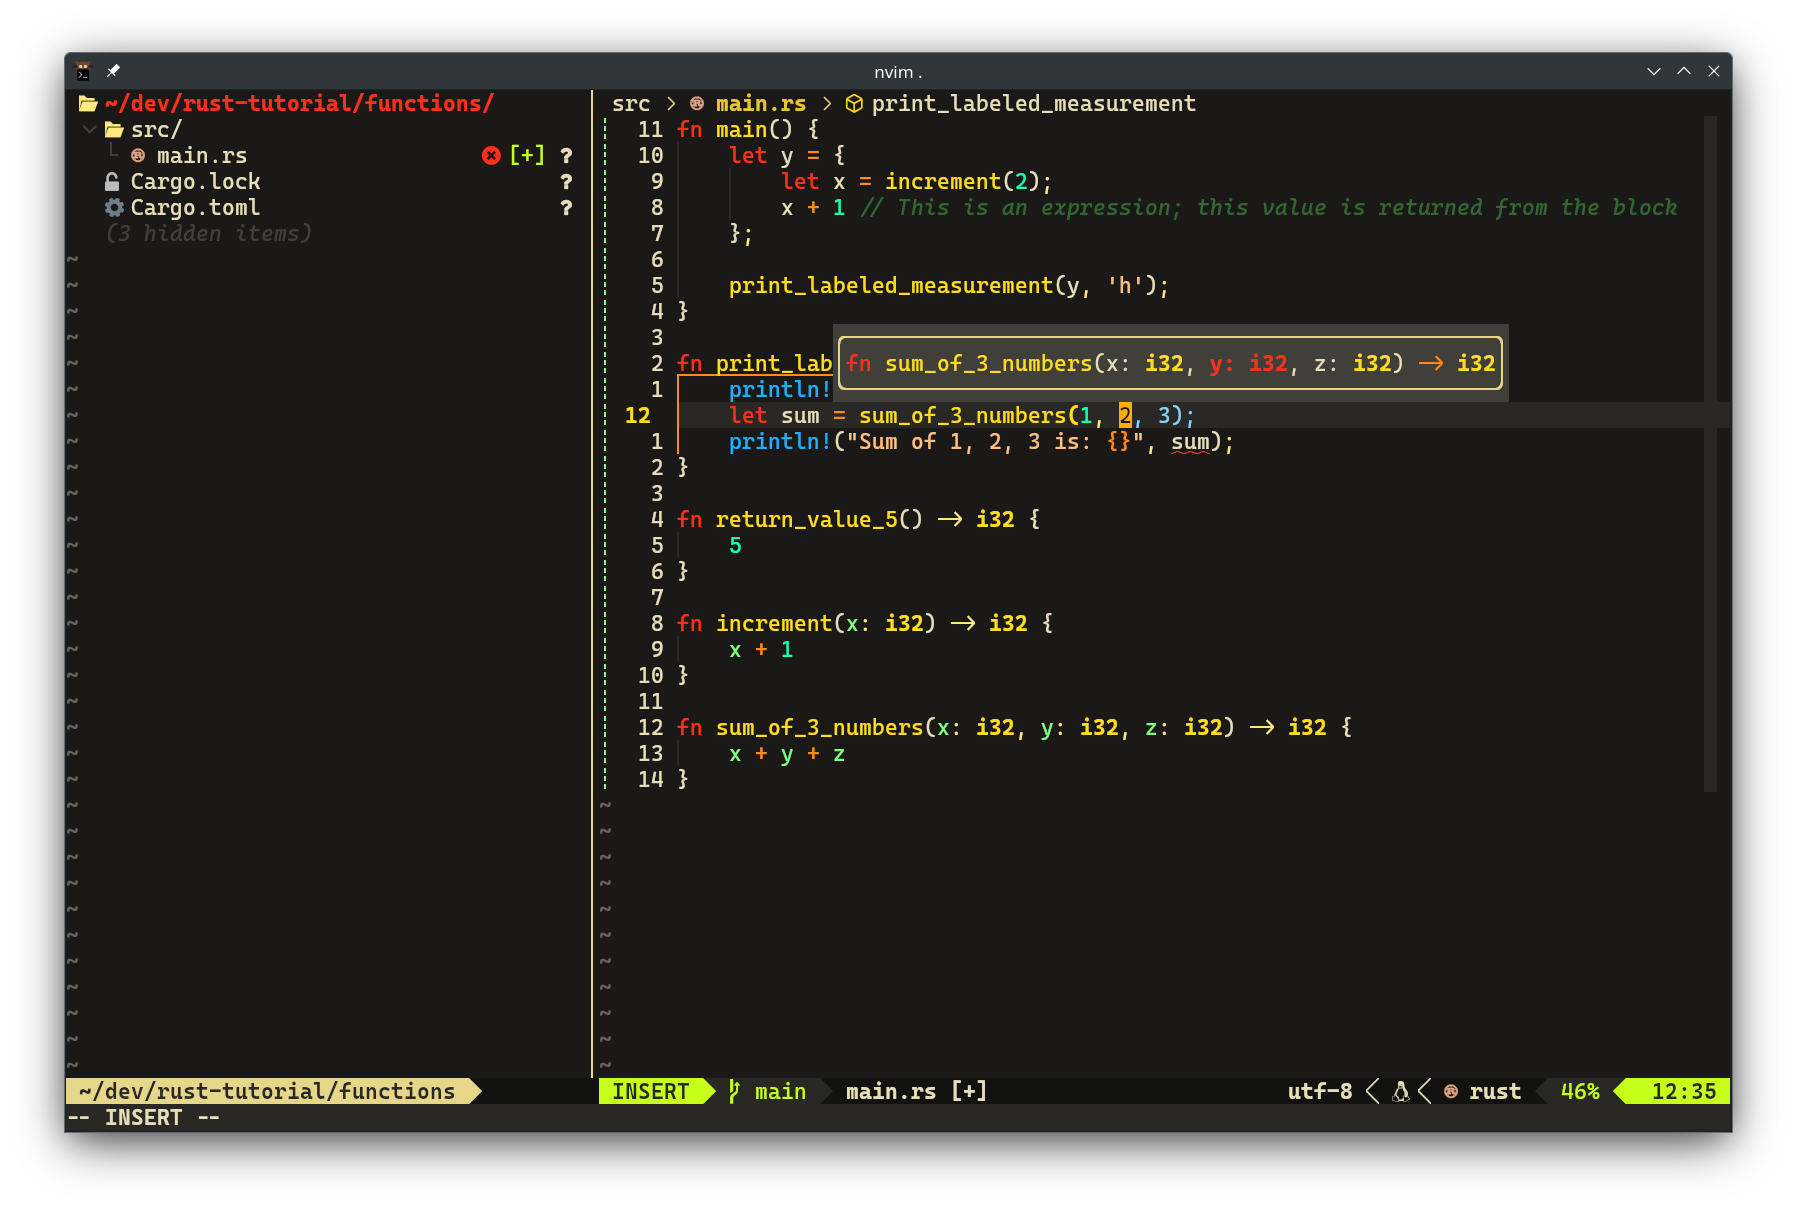 nvim .
~/dev/rust-tutorial/functions/
src/
main.rs [+] ?
Cargo.lock ?
Cargo.toml ?
(3 hidden items)
src > main.rs > print_labeled_measurement
11 fn main() {
10 let y = {
9 let x = increment(2);
8 x + 1 // This is an expression; this value is returned from the block
7 };
6
5 print_labeled_measurement(y, 'h');
4 }
3
2 fn print_lab
fn sum_of_3_numbers(x: i32, y: i32, z: i32) -> i32
1 println!
12 let sum = sum_of_3_numbers(1, 2, 3);
1 println!("Sum of 1, 2, 3 is: {}", sum);
2 }
3
4 fn return_value_5() -> i32 {
5 5
6 }
7
8 fn increment(x: i32) -> i32 {
9 x + 1
10 }
11
12 fn sum_of_3_numbers(x: i32, y: i32, z: i32) -> i32 {
13 x + y + z
14 }
~/dev/rust-tutorial/functions
INSERT main main.rs [+] utf-8 rust 46% 12:35
-- INSERT --